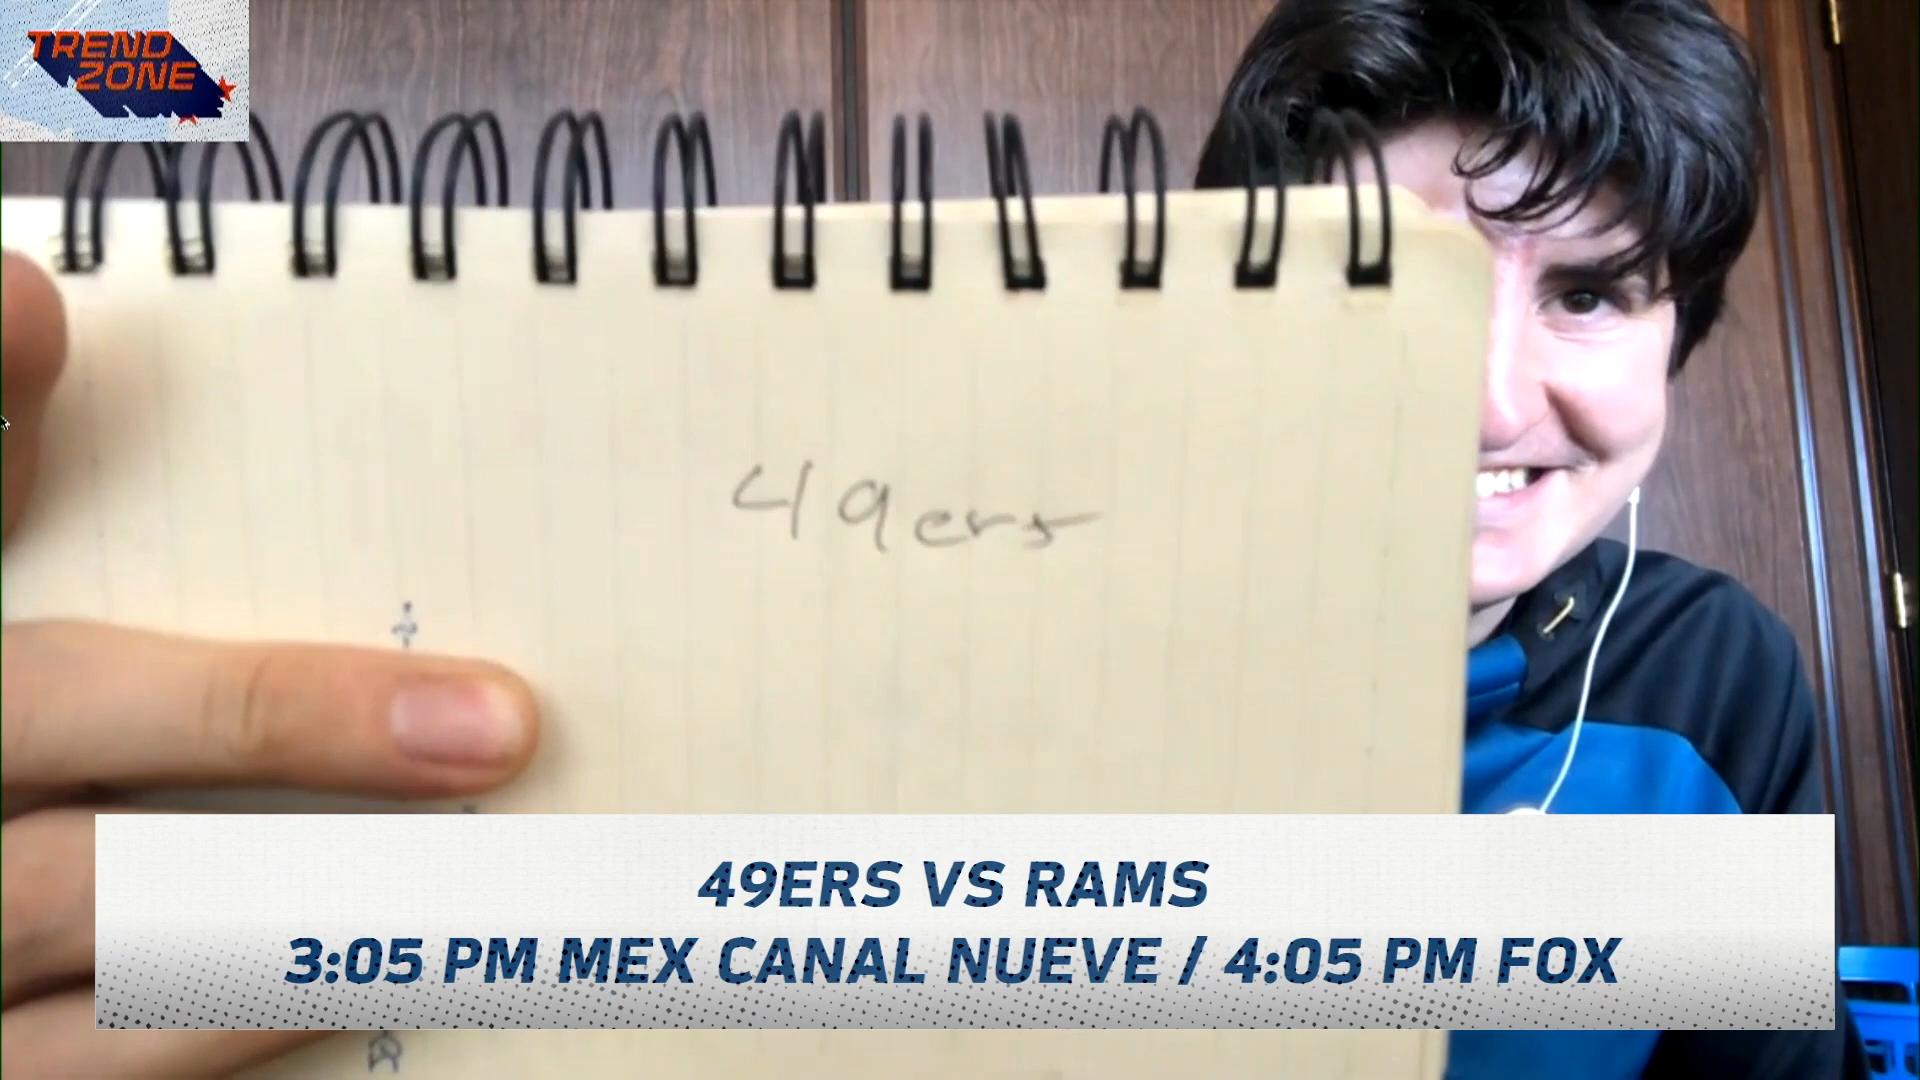 TREND
ZONE
49ers
49ERS VS RAMS
3:05 PM MEX CANAL NUEVE / 4:05 PM FOX